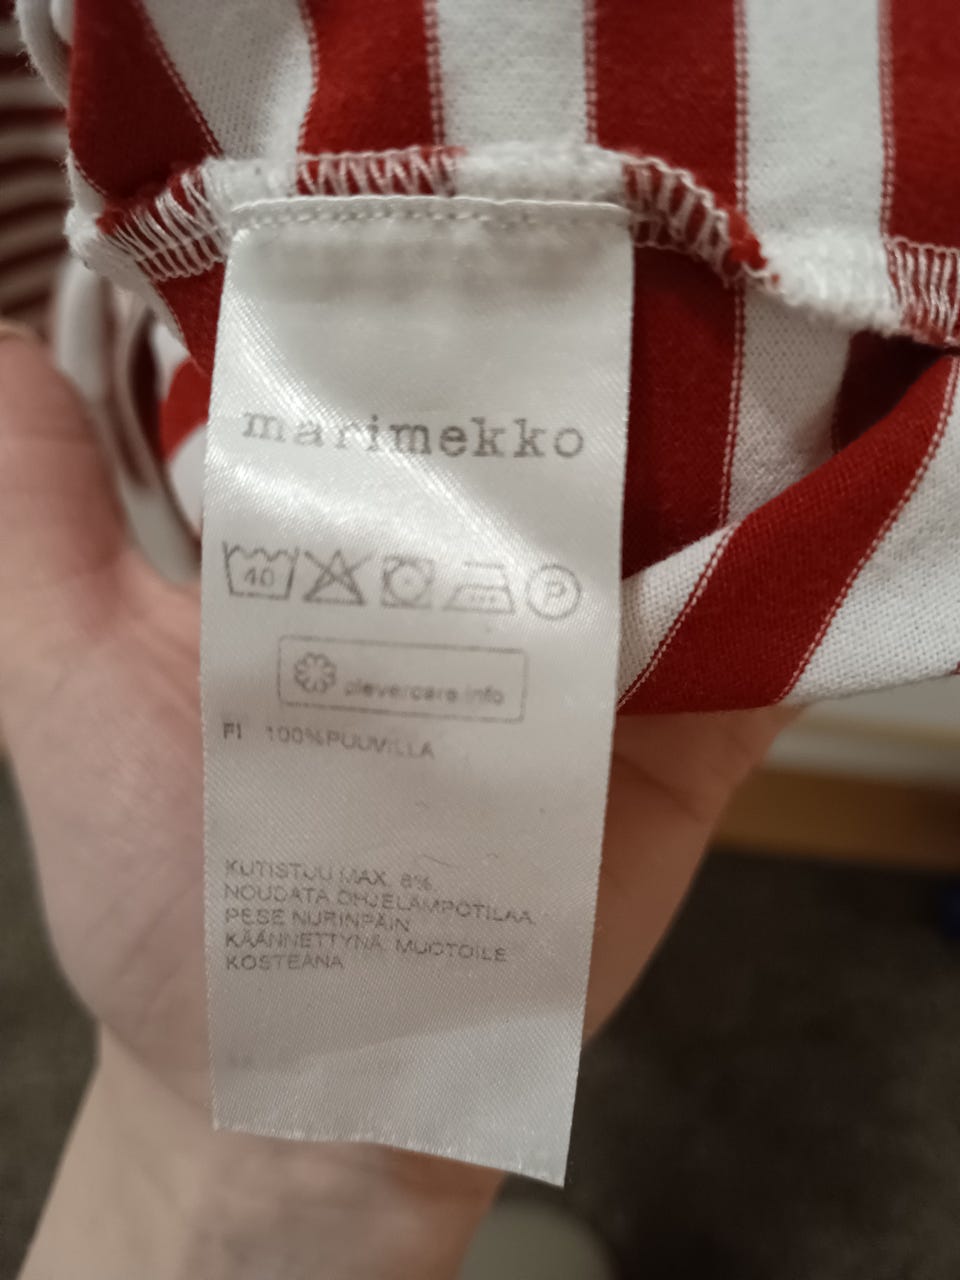 marimekko
40 P
clevercare.info
FI 100%PUUVILLA
KUTISTUU MAX. 8%.
NOUDATA OHJELÄMPÖTILAA.
PESE NURINPÄIN
KÄÄNNETTYNÄ. MUOTOILE
KOSTEANA